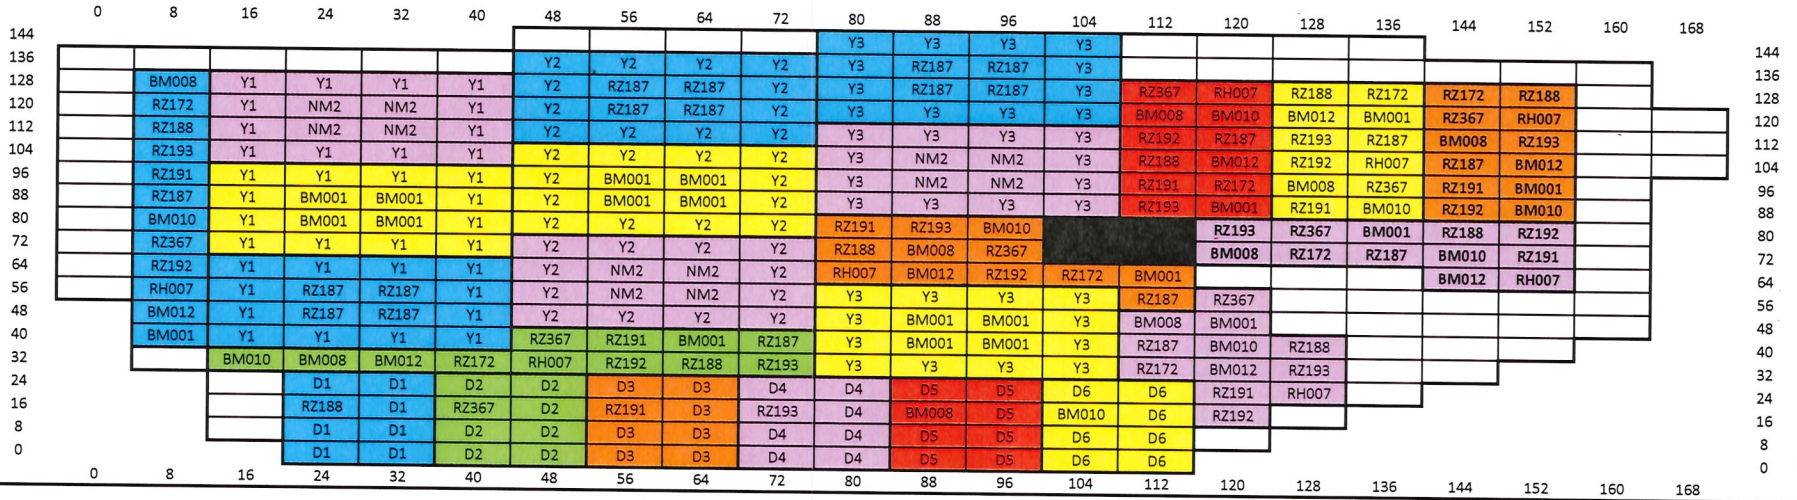 0 8 16 24 32 40 48 56 64 72 80 88 96 104 112 120 128 136 144 152 160 168
144 Y3 Y3 Y3 Y3 144
136 Y2 Y2 Y2 Y2 Y3 RZ187 RZ187 Y3 136
128 BM008 Y1 Y1 Y1 Y1 Y2 RZ187 RZ187 Y2 Y3 RZ187 RZ187 Y3 RZ367 RH007 RZ188 RZ172 RZ172 RZ188 128
120 RZ172 Y1 NM2 NM2 Y1 Y2 RZ187 RZ187 Y2 Y3 Y3 Y3 Y3 BM008 BM010 BM012 BM001 RZ367 RH007 120
112 RZ188 Y1 NM2 NM2 Y1 Y2 Y2 Y2 Y2 Y3 Y3 Y3 Y3 RZ192 RZ187 RZ193 RZ187 BM008 RZ193 112
104 RZ193 Y1 Y1 Y1 Y1 Y2 Y2 Y2 Y2 Y3 NM2 NM2 Y3 RZ188 BM012 RZ192 RH007 RZ187 BM012 104
96 RZ191 Y1 Y1 Y1 Y1 Y2 BM001 BM001 Y2 Y3 NM2 NM2 Y3 RZ191 RZ172 BM008 RZ367 RZ191 BM001 96
88 RZ187 Y1 BM001 BM001 Y1 Y2 BM001 BM001 Y2 Y3 Y3 Y3 Y3 RZ193 BM001 RZ191 BM010 RZ192 BM010 88
80 BM010 Y1 BM001 BM001 Y1 Y2 Y2 Y2 Y2 RZ191 RZ193 BM010 RZ193 RZ367 BM001 RZ188 RZ192 80
72 RZ367 Y1 Y1 Y1 Y1 Y2 Y2 Y2 Y2 RZ188 BM008 RZ367 BM008 RZ172 RZ187 BM010 RZ191 72
64 RZ192 Y1 Y1 Y1 Y1 Y2 NM2 NM2 Y2 RH007 BM012 RZ192 RZ172 BM001 BM012 RH007 64
56 RH007 Y1 RZ187 RZ187 Y1 Y2 NM2 NM2 Y2 Y3 Y3 Y3 Y3 RZ187 RZ367 56
48 BM012 Y1 RZ187 RZ187 Y1 Y2 Y2 Y2 Y2 Y3 BM001 BM001 Y3 BM008 BM001 48
40 BM001 Y1 Y1 Y1 Y1 RZ367 RZ191 BM001 RZ187 Y3 BM001 BM001 Y3 RZ187 BM010 RZ188 40
32 BM010 BM008 BM012 RZ172 RH007 RZ192 RZ188 RZ193 Y3 Y3 Y3 Y3 RZ172 BM012 RZ193 32
24 D1 D1 D2 D2 D3 D3 D4 D4 D5 D5 D6 D6 RZ191 RH007 24
16 RZ188 D1 RZ367 D2 RZ191 D3 RZ193 D4 BM008 D5 BM010 D6 RZ192 16
8 D1 D1 D2 D2 D3 D3 D4 D4 D5 D5 D6 D6 8
0 D1 D1 D2 D2 D3 D3 D4 D4 D5 D5 D6 D6 0
0 8 16 24 32 40 48 56 64 72 80 88 96 104 112 120 128 136 144 152 160 168